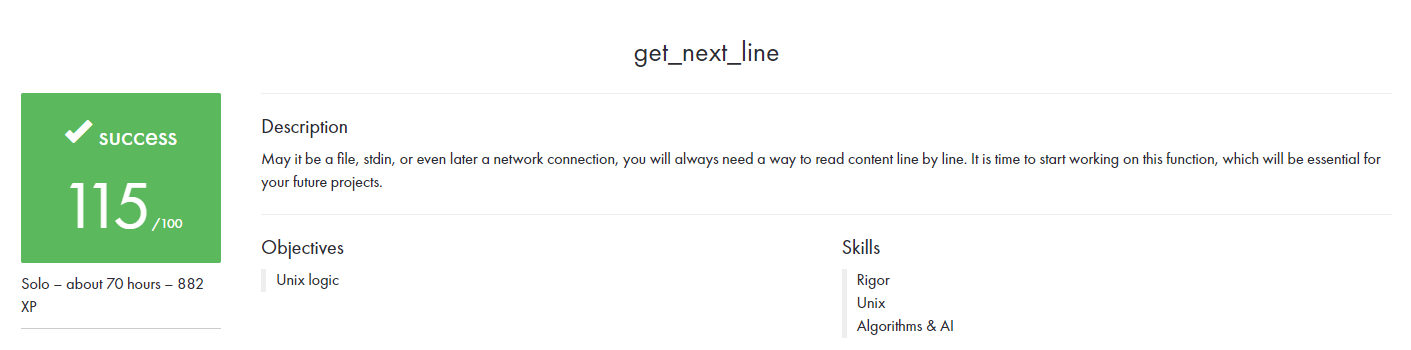 get_next_line
success
115 /100
Solo – about 70 hours – 882
XP
Description
May it be a file, stdin, or even later a network connection, you will always need a way to read content line by line. It is time to start working on this function, which will be essential for
your future projects.
Objectives
Unix logic
Skills
Rigor
Unix
Algorithms & AI